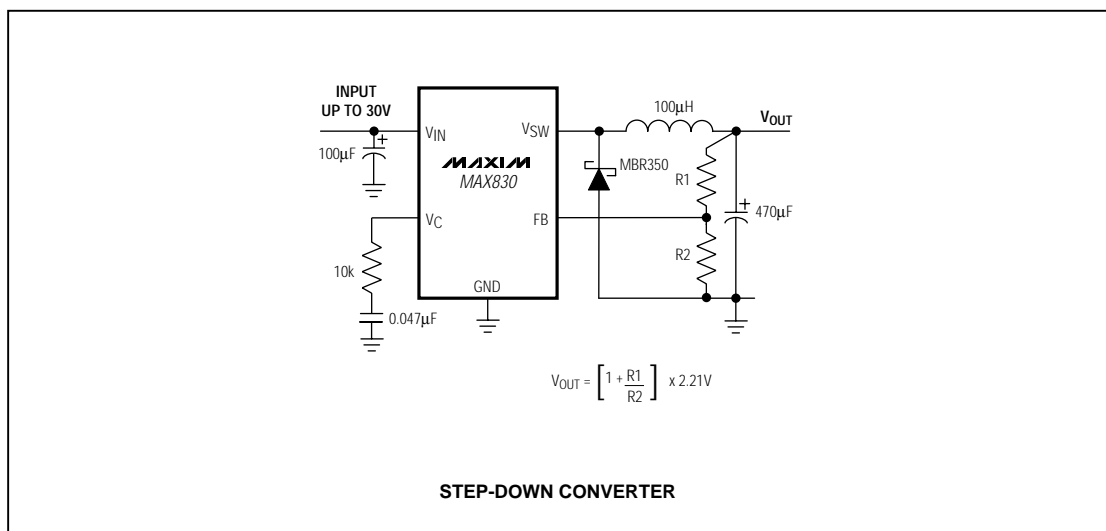 INPUT
UP TO 30V
100µF
VIN
VSW
MAXIM
MAX830
VC
FB
GND
10k
0.047µF
100µH
VOUT
MBR350
R1
R2
470µF
VOUT = [1 + R1/R2] x 2.21V
STEP-DOWN CONVERTER